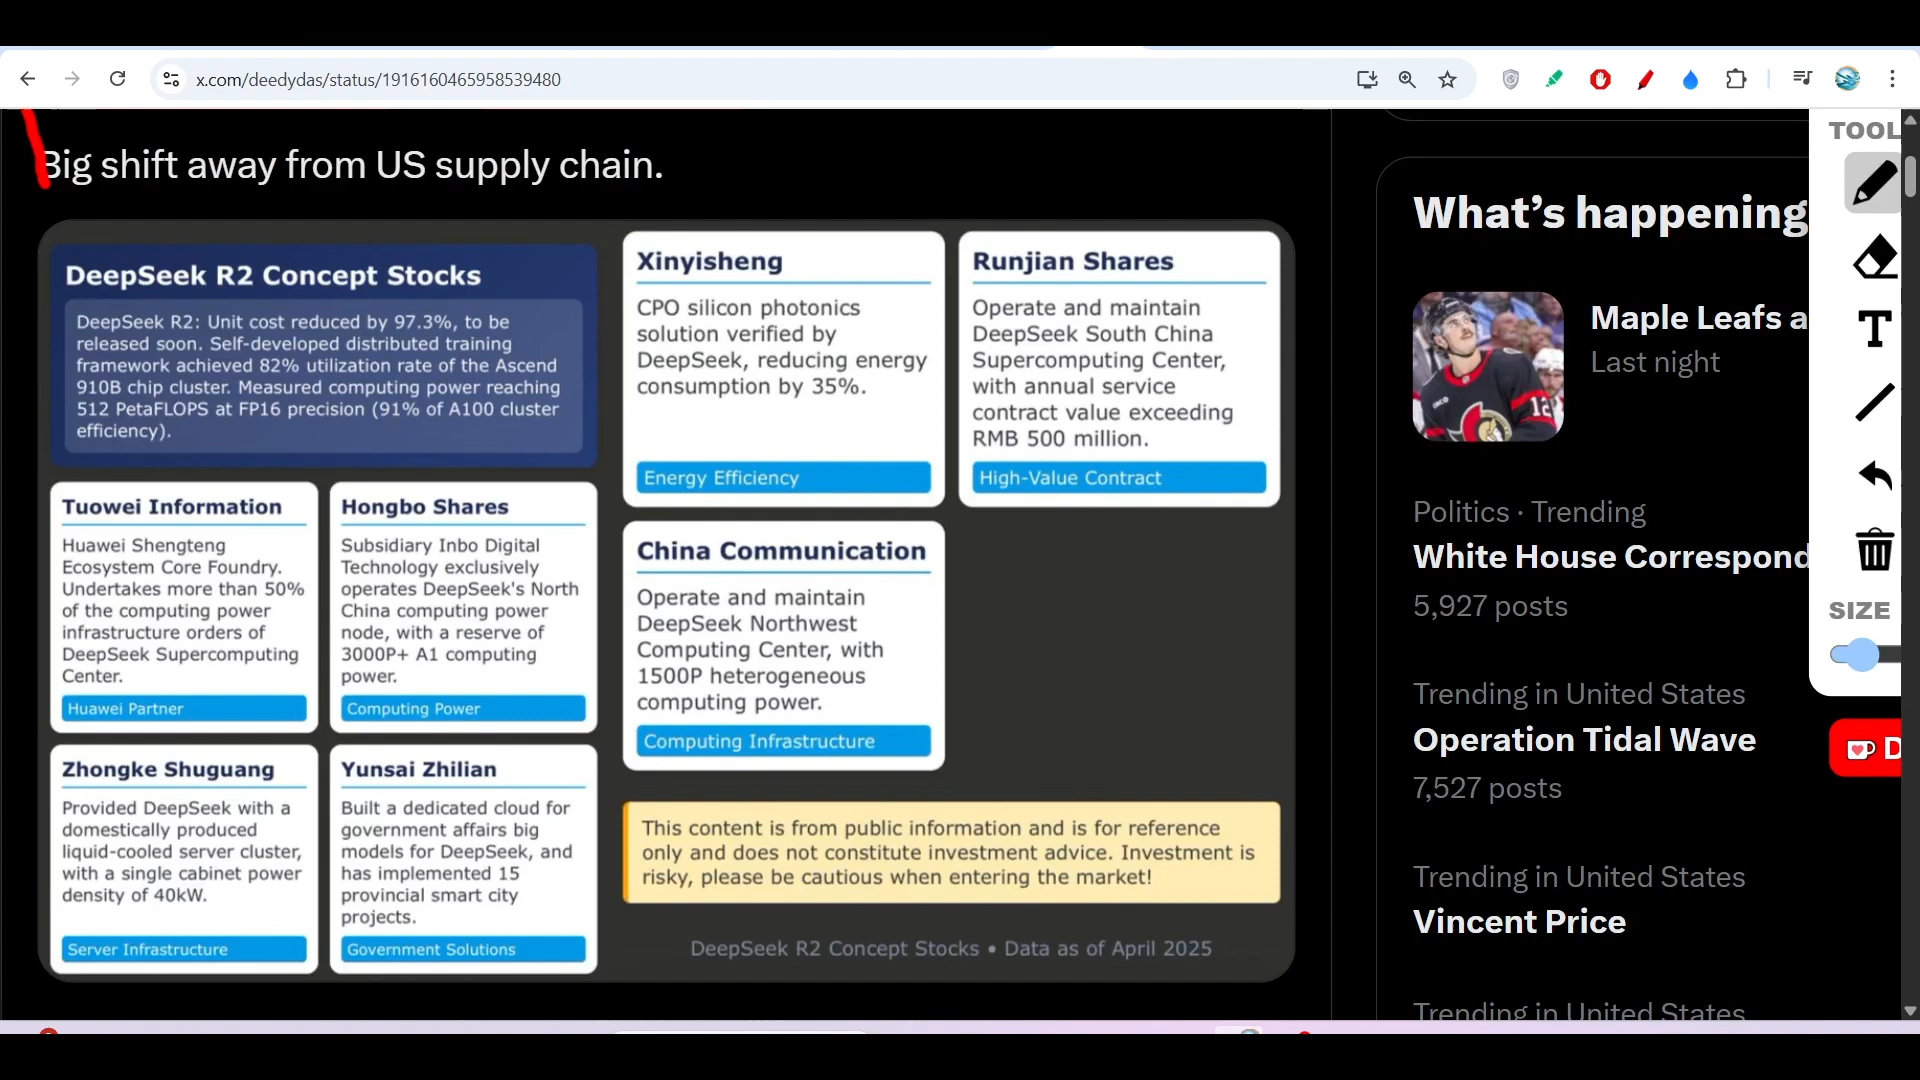 x.com/deedydas/status/1916160465958539480
Big shift away from US supply chain.
DeepSeek R2 Concept Stocks
DeepSeek R2: Unit cost reduced by 97.3%, to be
released soon. Self-developed distributed training
framework achieved 82% utilization rate of the Ascend
910B chip cluster. Measured computing power reaching
512 PetaFLOPS at FP16 precision (91% of A100 cluster
efficiency).
Tuowei Information
Huawei Shengteng
Ecosystem Core Foundry.
Undertakes more than 50%
of the computing power
infrastructure orders of
DeepSeek Supercomputing
Center.
Huawei Partner
Hongbo Shares
Subsidiary Inbo Digital
Technology exclusively
operates DeepSeek's North
China computing power
node, with a reserve of
3000P+ A1 computing
power.
Computing Power
Zhongke Shuguang
Provided DeepSeek with a
domestically produced
liquid-cooled server cluster,
with a single cabinet power
density of 40kW.
Server Infrastructure
Yunsai Zhilian
Built a dedicated cloud for
government affairs big
models for DeepSeek, and
has implemented 15
provincial smart city
projects.
Government Solutions
Xinyisheng
CPO silicon photonics
solution verified by
DeepSeek, reducing energy
consumption by 35%.
Energy Efficiency
Runjian Shares
Operate and maintain
DeepSeek South China
Supercomputing Center,
with annual service
contract value exceeding
RMB 500 million.
High-Value Contract
China Communication
Operate and maintain
DeepSeek Northwest
Computing Center, with
1500P heterogeneous
computing power.
Computing Infrastructure
This content is from public information and is for reference
only and does not constitute investment advice. Investment is
risky, please be cautious when entering the market!
DeepSeek R2 Concept Stocks • Data as of April 2025
What's happening
Maple Leafs a
Last night
12
Politics · Trending
White House Correspond
5,927 posts
Trending in United States
Operation Tidal Wave
7,527 posts
Trending in United States
Vincent Price
Trending in United States
TOOL
T
SIZE
D